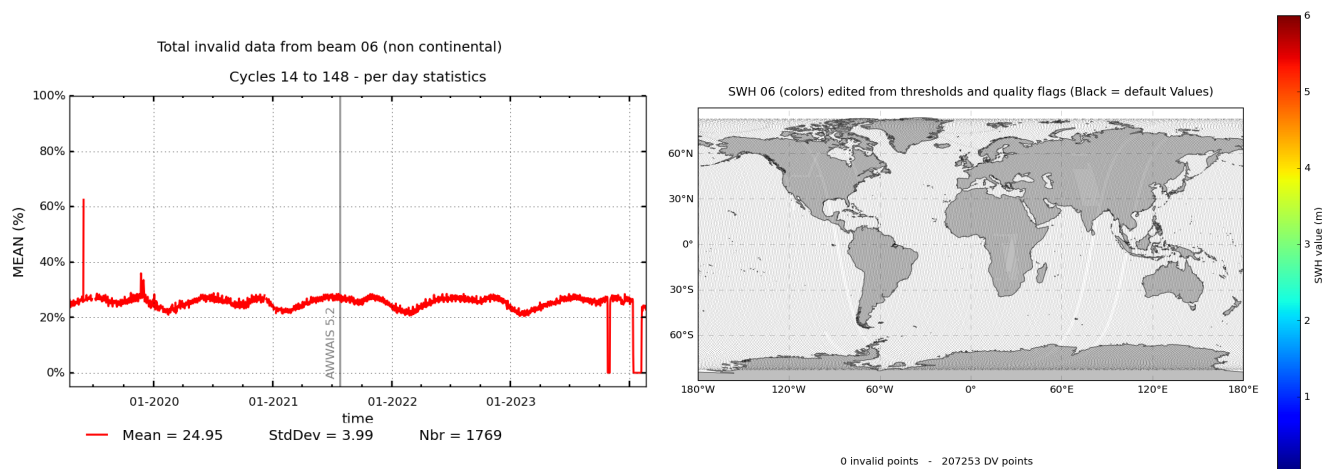 Total invalid data from beam 06 (non continental)
Cycles 14 to 148 - per day statistics
100%
80%
60%
40%
20%
0%
MEAN (%)
AWWAIS 5.2
01-2020 01-2021 01-2022 01-2023
time
Mean = 24.95 StdDev = 3.99 Nbr = 1769
SWH 06 (colors) edited from thresholds and quality flags (Black = default Values)
60°N
30°N
0°
30°S
60°S
180°W 120°W 60°W 0° 60°E 120°E 180°E
0 invalid points - 207253 DV points
6
5
4
3
2
1
SWH value (m)